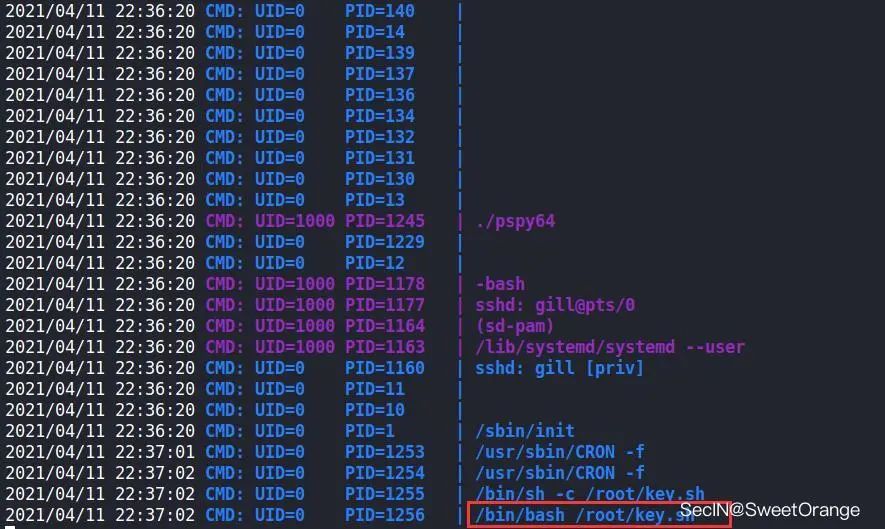 2021/04/11 22:36:20 CMD: UID=0 PID=140 |
2021/04/11 22:36:20 CMD: UID=0 PID=14 |
2021/04/11 22:36:20 CMD: UID=0 PID=139 |
2021/04/11 22:36:20 CMD: UID=0 PID=137 |
2021/04/11 22:36:20 CMD: UID=0 PID=136 |
2021/04/11 22:36:20 CMD: UID=0 PID=134 |
2021/04/11 22:36:20 CMD: UID=0 PID=132 |
2021/04/11 22:36:20 CMD: UID=0 PID=131 |
2021/04/11 22:36:20 CMD: UID=0 PID=130 |
2021/04/11 22:36:20 CMD: UID=0 PID=13 |
2021/04/11 22:36:20 CMD: UID=1000 PID=1245 | ./pspy64
2021/04/11 22:36:20 CMD: UID=0 PID=1229 |
2021/04/11 22:36:20 CMD: UID=0 PID=12 |
2021/04/11 22:36:20 CMD: UID=1000 PID=1178 | -bash
2021/04/11 22:36:20 CMD: UID=1000 PID=1177 | sshd: gill@pts/0
2021/04/11 22:36:20 CMD: UID=1000 PID=1164 | (sd-pam)
2021/04/11 22:36:20 CMD: UID=1000 PID=1163 | /lib/systemd/systemd --user
2021/04/11 22:36:20 CMD: UID=0 PID=1160 | sshd: gill [priv]
2021/04/11 22:36:20 CMD: UID=0 PID=11 |
2021/04/11 22:36:20 CMD: UID=0 PID=10 |
2021/04/11 22:36:20 CMD: UID=0 PID=1 | /sbin/init
2021/04/11 22:37:01 CMD: UID=0 PID=1253 | /usr/sbin/CRON -f
2021/04/11 22:37:02 CMD: UID=0 PID=1254 | /usr/sbin/CRON -f
2021/04/11 22:37:02 CMD: UID=0 PID=1255 | /bin/sh -c /root/key.sh
2021/04/11 22:37:02 CMD: UID=0 PID=1256 | /bin/bash /root/key.sh
SecIN@SweetOrange